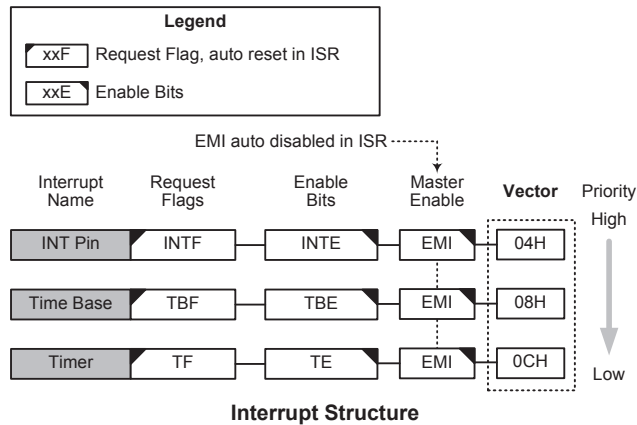 Legend
xxF Request Flag, auto reset in ISR
xxE Enable Bits
EMI auto disabled in ISR
Interrupt Name
Request Flags
Enable Bits
Master Enable
Vector
Priority
High
INT Pin INTF INTE EMI 04H
Time Base TBF TBE EMI 08H
Timer TF TE EMI 0CH
Low
Interrupt Structure